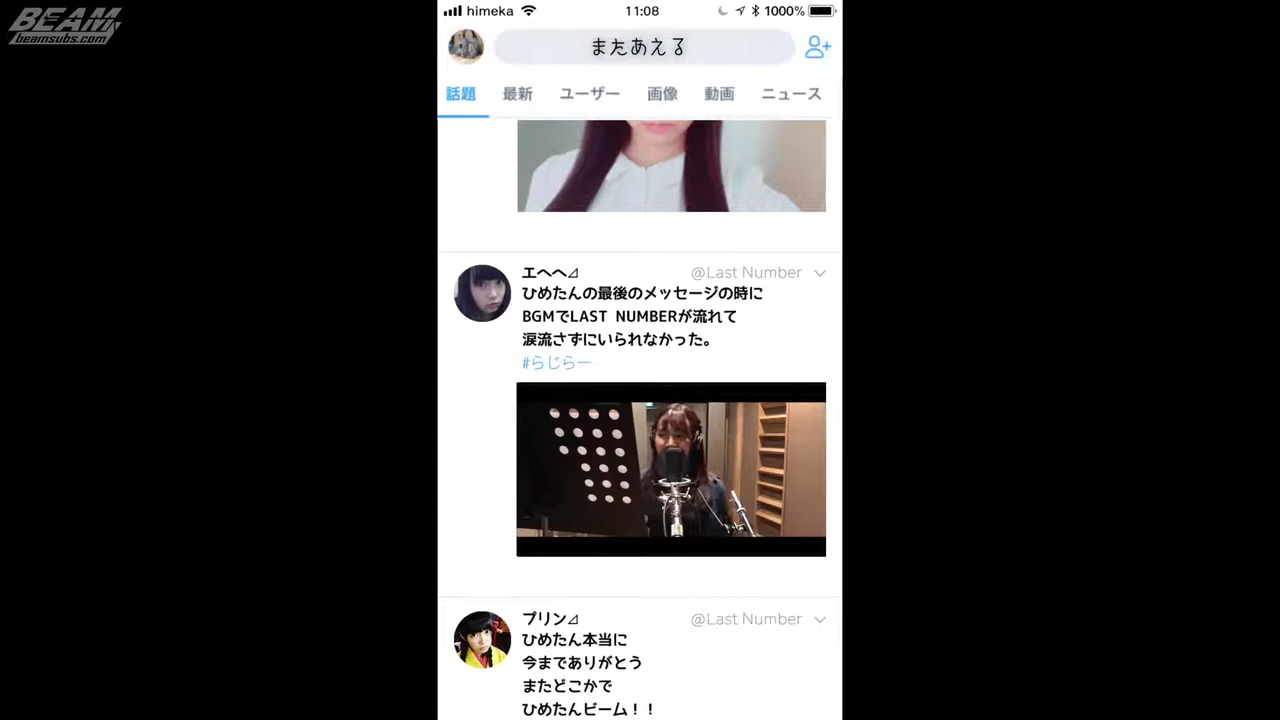 BEAM
beamsubs.com
himeka
11:08
1000%
またあえる
話題 最新 ユーザー 画像 動画 ニュース
エヘヘ⊿ @Last Number
ひめたんの最後のメッセージの時に
BGMでLAST NUMBERが流れて
涙流さずにいられなかった。
#らじらー
プリン⊿ @Last Number
ひめたん本当に
今までありがとう
またどこかで
ひめたんビーム！！